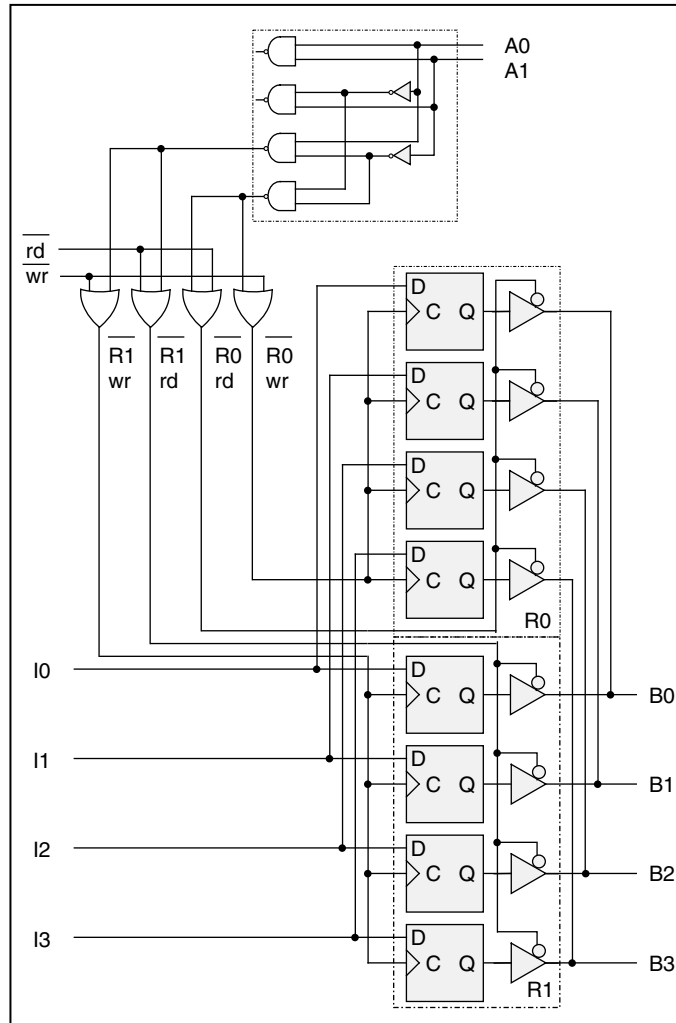 A0
A1
rd
wr
R1 R1 R0 R0
wr rd rd wr
D
C Q
D
C Q
D
C Q
D
C Q
R0
I0
D
C Q
B0
I1
D
C Q
B1
I2
D
C Q
B2
I3
D
C Q
B3
R1